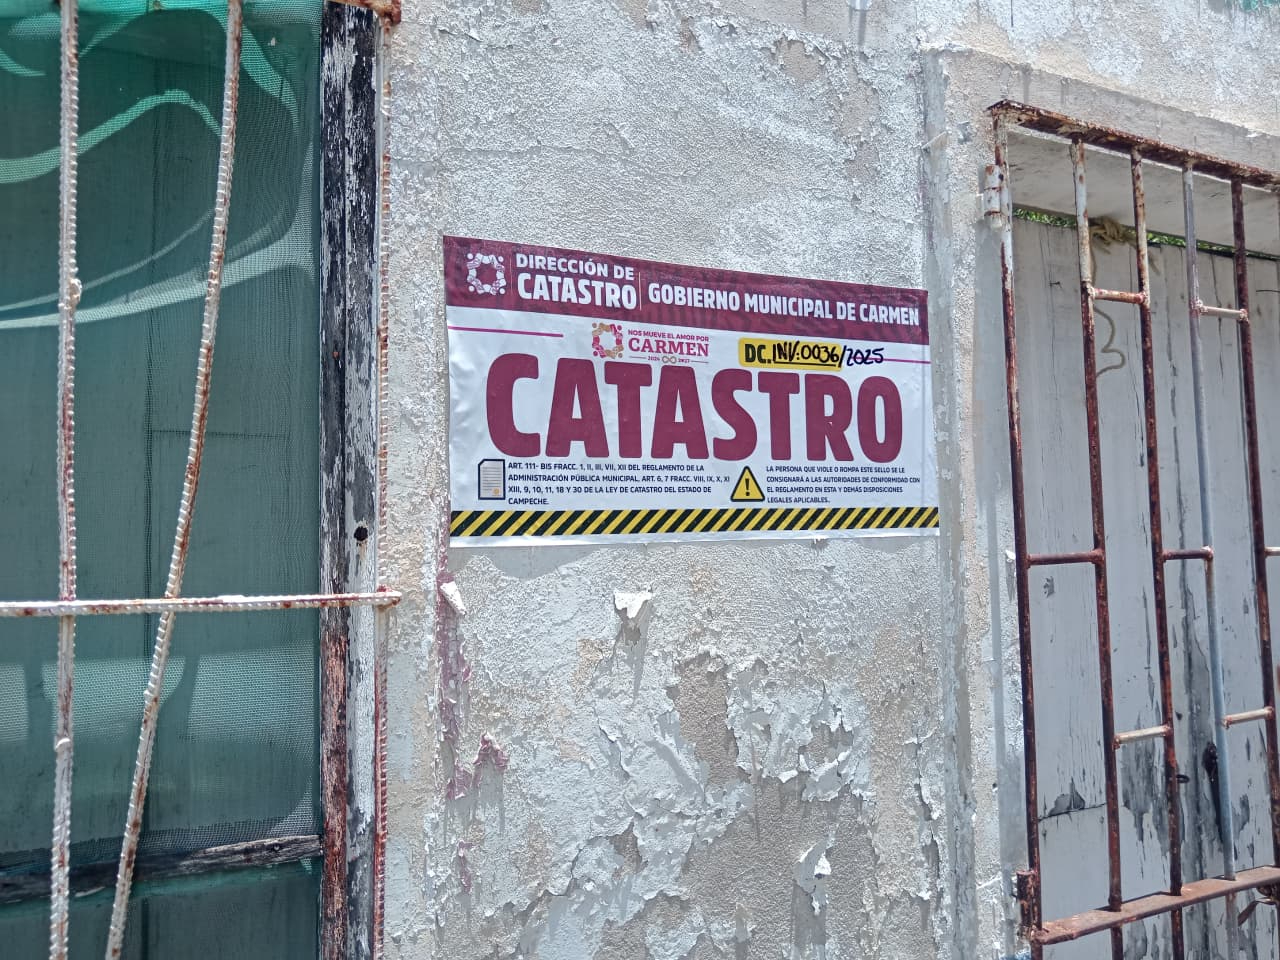 DIRECCIÓN DE
CATASTRO
GOBIERNO MUNICIPAL DE CARMEN
NOS MUEVE EL AMOR POR
CARMEN
2024 2027
DC.INV:0036/2025
CATASTRO
ART. 111- BIS FRACC. 1, II, III, VII, XII DEL REGLAMENTO DE LA
ADMINISTRACIÓN PÚBLICA MUNICIPAL, ART. 6, 7 FRACC. VIII, IX, X, XI
XIII, 9, 10, 11, 18 Y 30 DE LA LEY DE CATASTRO DEL ESTADO DE
CAMPECHE.
LA PERSONA QUE VIOLE O ROMPA ESTE SELLO SE LE
CONSIGNARÁ A LAS AUTORIDADES DE CONFORMIDAD CON
EL REGLAMENTO EN ESTA Y DEMÁS DISPOSICIONES
LEGALES APLICABLES.